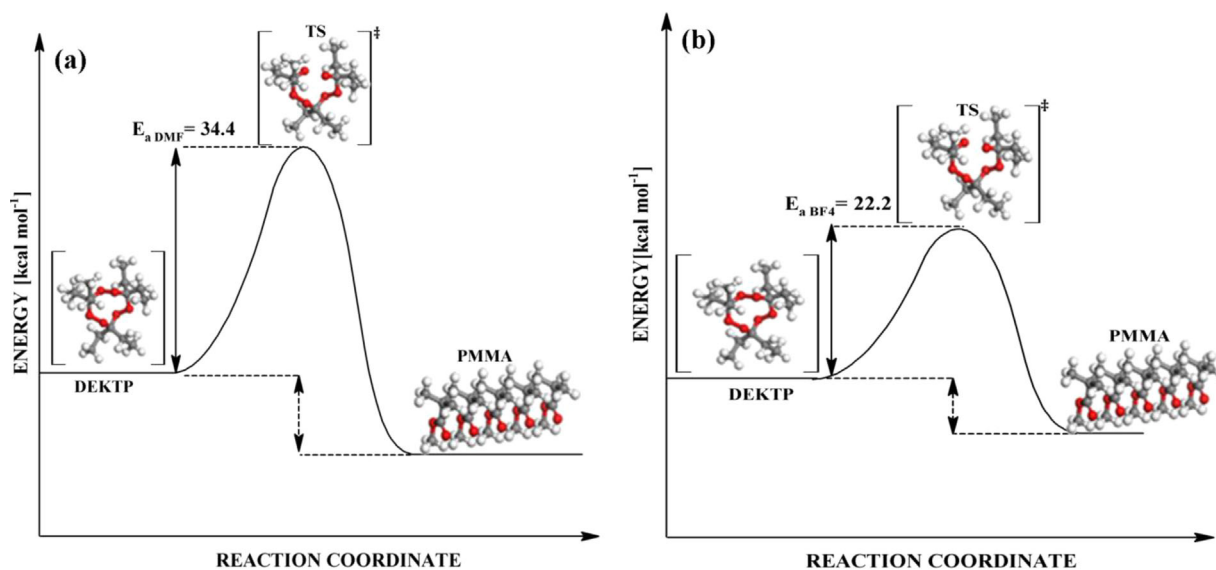 (a)
TS
‡
E a DMF = 34.4
ENERGY [kcal mol-1]
DEKTP
PMMA
REACTION COORDINATE
(b)
TS
‡
E a BF4 = 22.2
ENERGY[kcal mol-1]
DEKTP
PMMA
REACTION COORDINATE